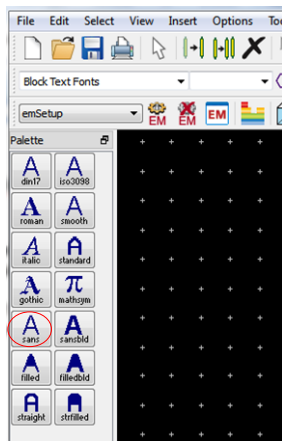 File Edit Select View Insert Options Too
Block Text Fonts
emSetup EM EM EM
Palette
A A
din17 iso3098
A A
roman smooth
A A
italic standard
A π
gothic mathsym
A A
sans sansbld
A A
filled filledbld
A A
straight strfilled